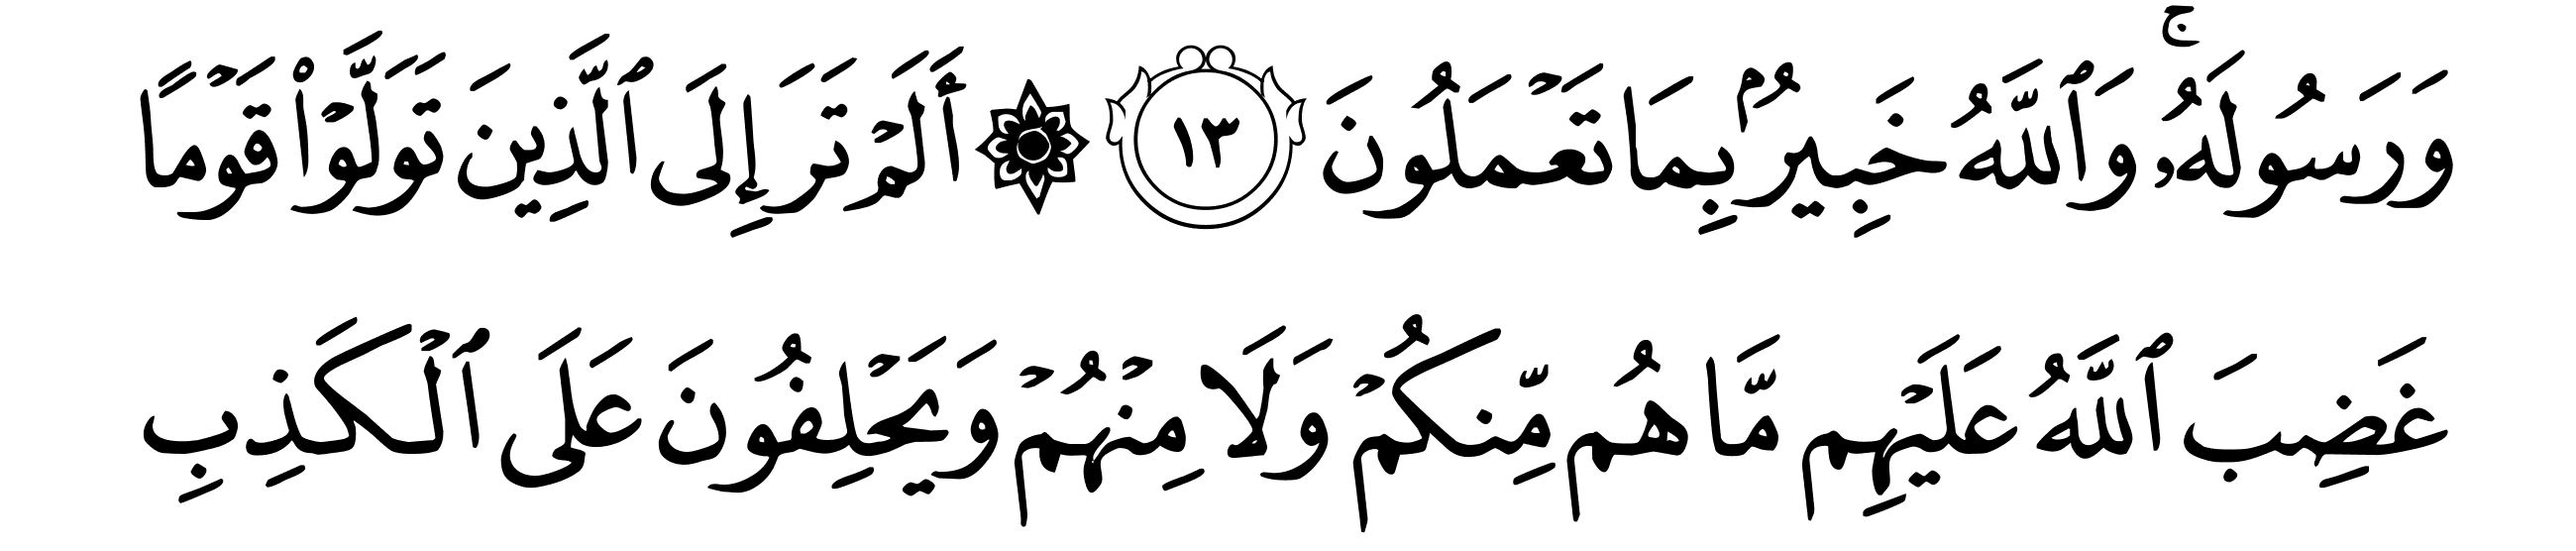 وَرَسُولَهُۥۚ وَٱللَّهُ خَبِيرُۢ بِمَا تَعۡمَلُونَ ١٣ ۞ أَلَمۡ تَرَ إِلَى ٱلَّذِينَ تَوَلَّوۡاْ قَوۡمًا
غَضِبَ ٱللَّهُ عَلَيۡهِم مَّا هُم مِّنكُمۡ وَلَا مِنۡهُمۡ وَيَحۡلِفُونَ عَلَى ٱلۡكَذِبِ